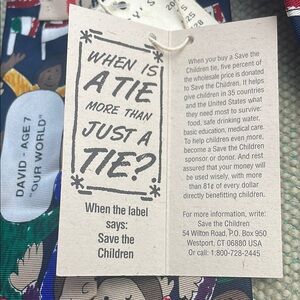 WHEN IS
A TIE
MORE THAN
JUST A
TIE?
When the label
says:
Save the
Children
When you buy a Save the
Children tie, five percent of
the wholesale price is donated
to Save the Children. It helps
give children in 35 countries
and the United States what
they need most to survive:
food, safe drinking water,
basic education, medical care.
To help children even more,
become a Save the Children
sponsor or donor. And rest
assured that your money will
be used wisely, with more
than 81¢ of every dollar
directly benefitting children.
For more information, write:
Save the Children
54 Wilton Road, P.O. Box 950
Westport, CT 06880 USA
Or call: 1-800-728-2445
DAVID - AGE 7
"OUR WORLD"